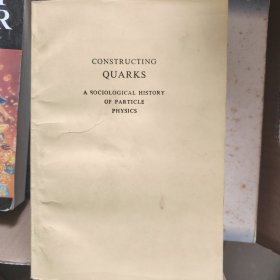 CONSTRUCTING
QUARKS
A SOCIOLOGICAL HISTORY
OF PARTICLE
PHYSICS
R